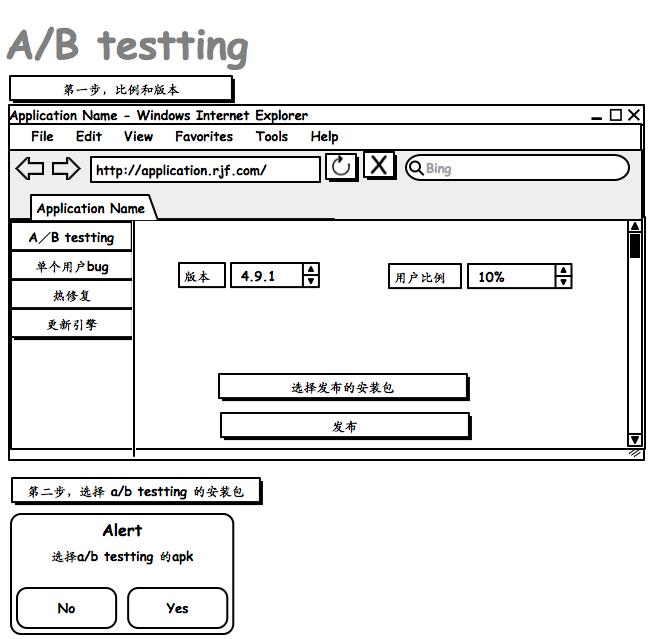 A/B testting
第一步，比例和版本
Application Name - Windows Internet Explorer
File Edit View Favorites Tools Help
http://application.rjf.com/
Bing
Application Name
A／B testting
单个用户bug
热修复
更新引擎
版本 4.9.1
用户比例 10%
选择发布的安装包
发布
第二步，选择 a/b testting 的安装包
Alert
选择a/b testting 的apk
No Yes